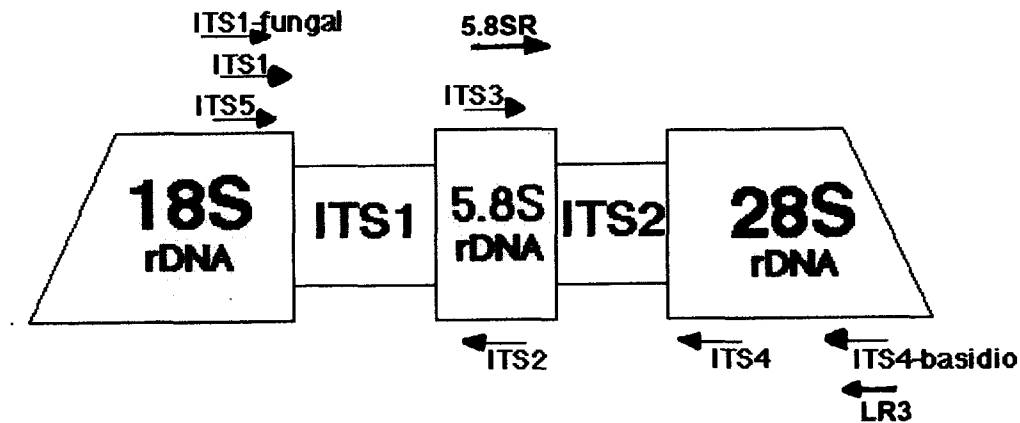 ITS1-fungal
5.8SR
ITS1
ITS3
ITS5
18S
rDNA
ITS1
5.8S
rDNA
ITS2
28S
rDNA
ITS2
ITS4
ITS4-basidio
LR3